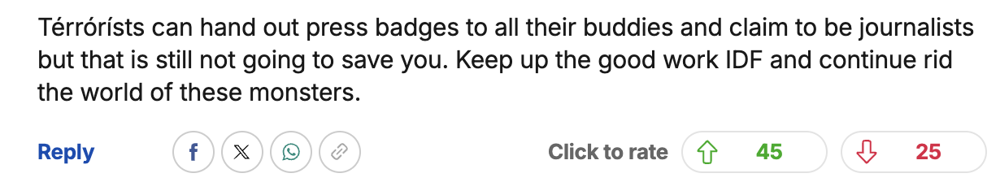 Térrórísts can hand out press badges to all their buddies and claim to be journalists
but that is still not going to save you. Keep up the good work IDF and continue rid
the world of these monsters.
Reply f X Click to rate 45 25